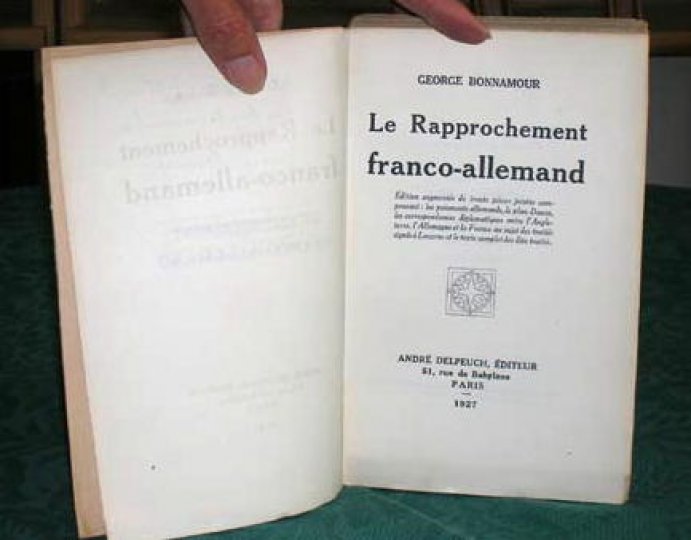 GEORGE BONNAMOUR
Le Rapprochement
franco-allemand
Édition augmentée de trente pièces jointes com-
prenant : les paiements allemands, le plan Dawes,
les correspondances diplomatiques entre l'Angle-
terre, l'Allemagne et la France au sujet des traités
signés à Locarno et le texte complet des dits traités.
ANDRÉ DELPEUCH, ÉDITEUR
51, rue de Babylone
PARIS
1927